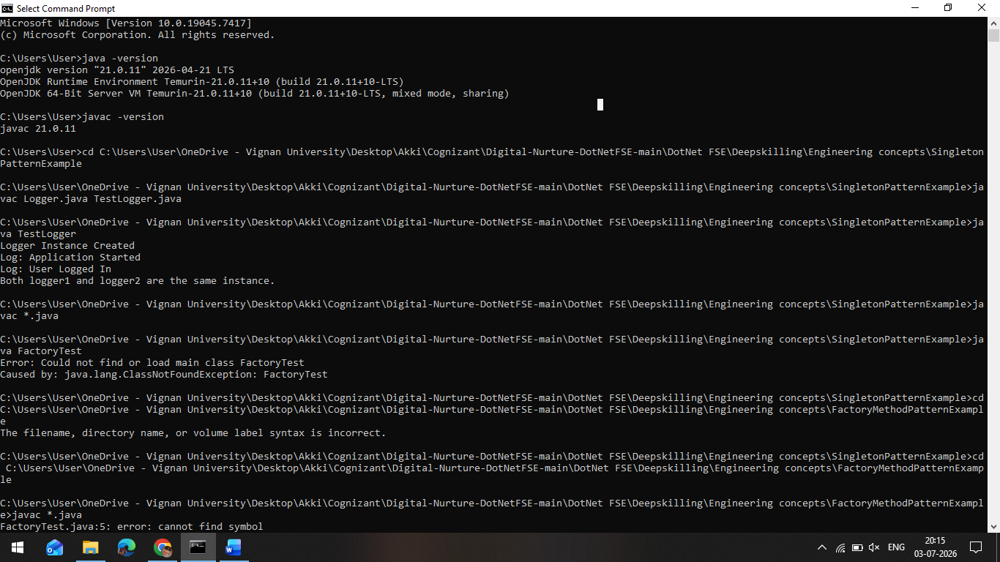 Select Command Prompt
Microsoft Windows [Version 10.0.19045.7417]
(c) Microsoft Corporation. All rights reserved.
C:\Users\User>java -version
openjdk version "21.0.11" 2026-04-21 LTS
OpenJDK Runtime Environment Temurin-21.0.11+10 (build 21.0.11+10-LTS)
OpenJDK 64-Bit Server VM Temurin-21.0.11+10 (build 21.0.11+10-LTS, mixed mode, sharing)
C:\Users\User>javac -version
javac 21.0.11
C:\Users\User>cd C:\Users\User\OneDrive - Vignan University\Desktop\Akki\Cognizant\Digital-Nurture-DotNetFSE-main\DotNet FSE\Deepskilling\Engineering concepts\Singleton
PatternExample
C:\Users\User\OneDrive - Vignan University\Desktop\Akki\Cognizant\Digital-Nurture-DotNetFSE-main\DotNet FSE\Deepskilling\Engineering concepts\SingletonPatternExample>ja
vac Logger.java TestLogger.java
C:\Users\User\OneDrive - Vignan University\Desktop\Akki\Cognizant\Digital-Nurture-DotNetFSE-main\DotNet FSE\Deepskilling\Engineering concepts\SingletonPatternExample>ja
va TestLogger
Logger Instance Created
Log: Application Started
Log: User Logged In
Both logger1 and logger2 are the same instance.
C:\Users\User\OneDrive - Vignan University\Desktop\Akki\Cognizant\Digital-Nurture-DotNetFSE-main\DotNet FSE\Deepskilling\Engineering concepts\SingletonPatternExample>ja
vac *.java
C:\Users\User\OneDrive - Vignan University\Desktop\Akki\Cognizant\Digital-Nurture-DotNetFSE-main\DotNet FSE\Deepskilling\Engineering concepts\SingletonPatternExample>ja
va FactoryTest
Error: Could not find or load main class FactoryTest
Caused by: java.lang.ClassNotFoundException: FactoryTest
C:\Users\User\OneDrive - Vignan University\Desktop\Akki\Cognizant\Digital-Nurture-DotNetFSE-main\DotNet FSE\Deepskilling\Engineering concepts\SingletonPatternExample>cd
C:\Users\User\OneDrive - Vignan University\Desktop\Akki\Cognizant\Digital-Nurture-DotNetFSE-main\DotNet FSE\Deepskilling\Engineering concepts\FactoryMethodPatternExampl
e
The filename, directory name, or volume label syntax is incorrect.
C:\Users\User\OneDrive - Vignan University\Desktop\Akki\Cognizant\Digital-Nurture-DotNetFSE-main\DotNet FSE\Deepskilling\Engineering concepts\SingletonPatternExample>cd
C:\Users\User\OneDrive - Vignan University\Desktop\Akki\Cognizant\Digital-Nurture-DotNetFSE-main\DotNet FSE\Deepskilling\Engineering concepts\FactoryMethodPatternExamp
le
C:\Users\User\OneDrive - Vignan University\Desktop\Akki\Cognizant\Digital-Nurture-DotNetFSE-main\DotNet FSE\Deepskilling\Engineering concepts\FactoryMethodPatternExampl
e>javac *.java
FactoryTest.java:5: error: cannot find symbol
ENG
20:15
03-07-2026